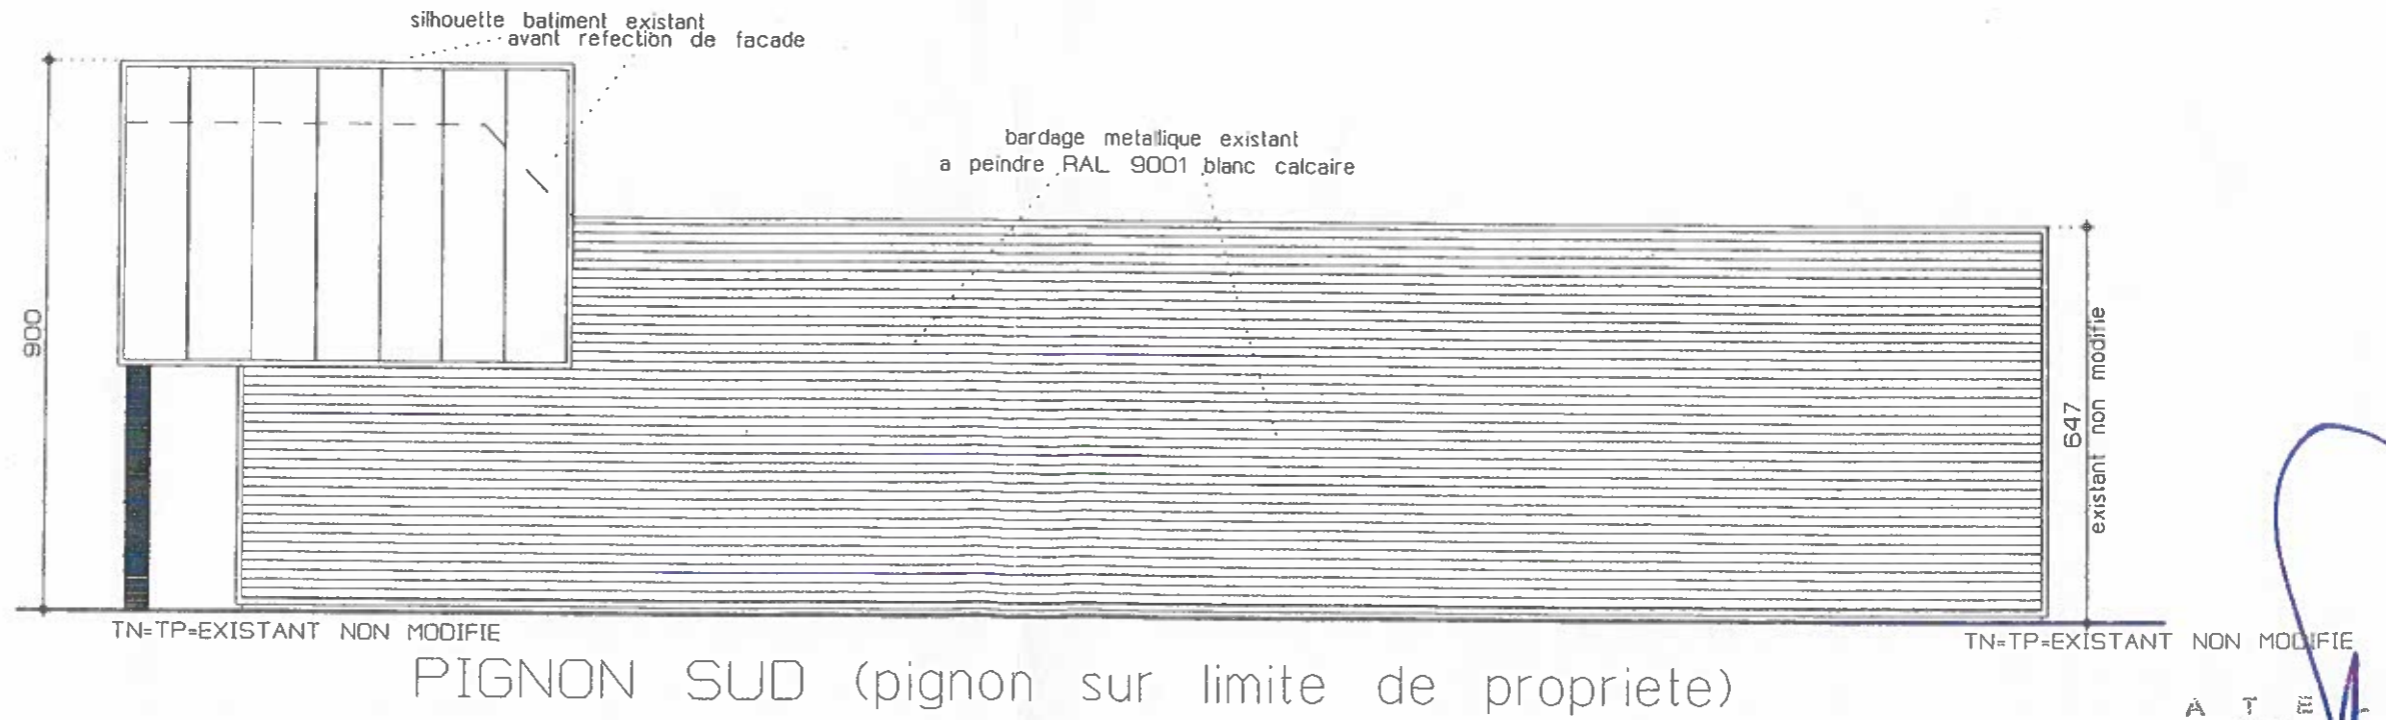 silhouette batiment existant
avant refection de facade
bardage metallique existant
a peindre RAL 9001 blanc calcaire
900
647
existant non modifie
TN=TP=EXISTANT NON MODIFIE
TN=TP=EXISTANT NON MODIFIE
PIGNON SUD (pignon sur limite de propriete)
A T E